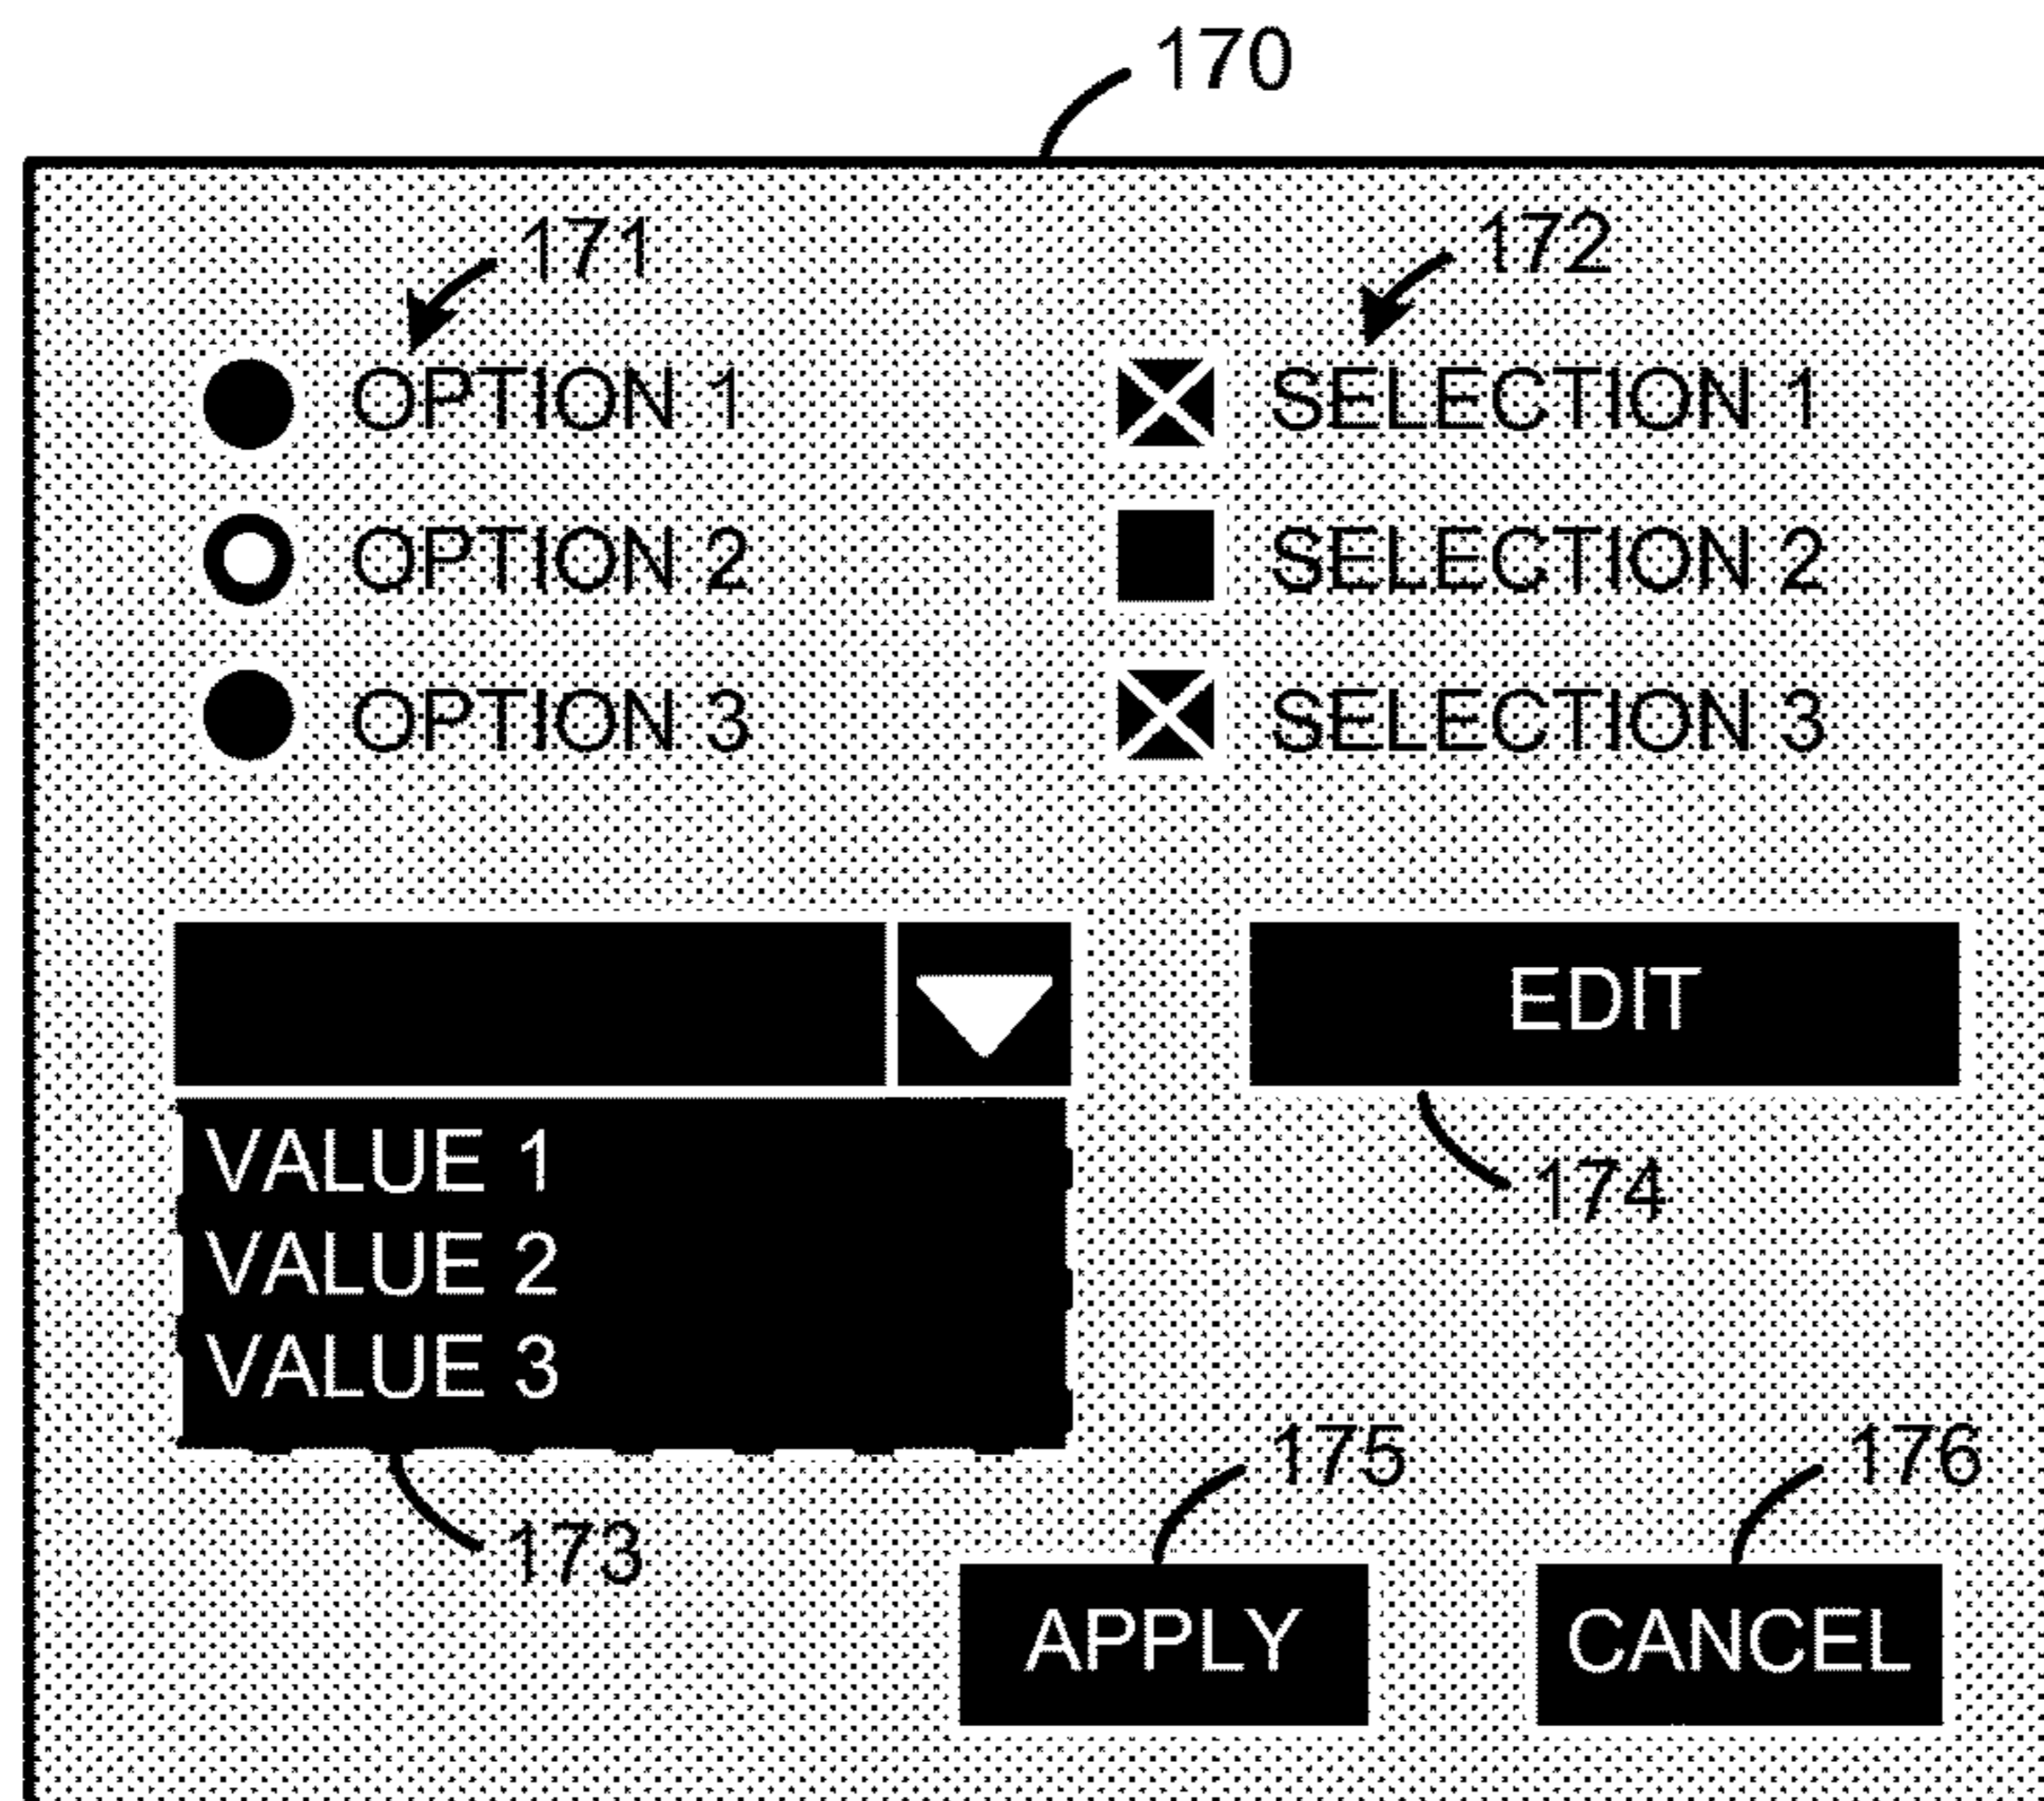 170
171
172
OPTION 1
SELECTION 1
OPTION 2
SELECTION 2
OPTION 3
SELECTION 3
EDIT
VALUE 1
174
VALUE 2
VALUE 3
175
176
173
APPLY
CANCEL